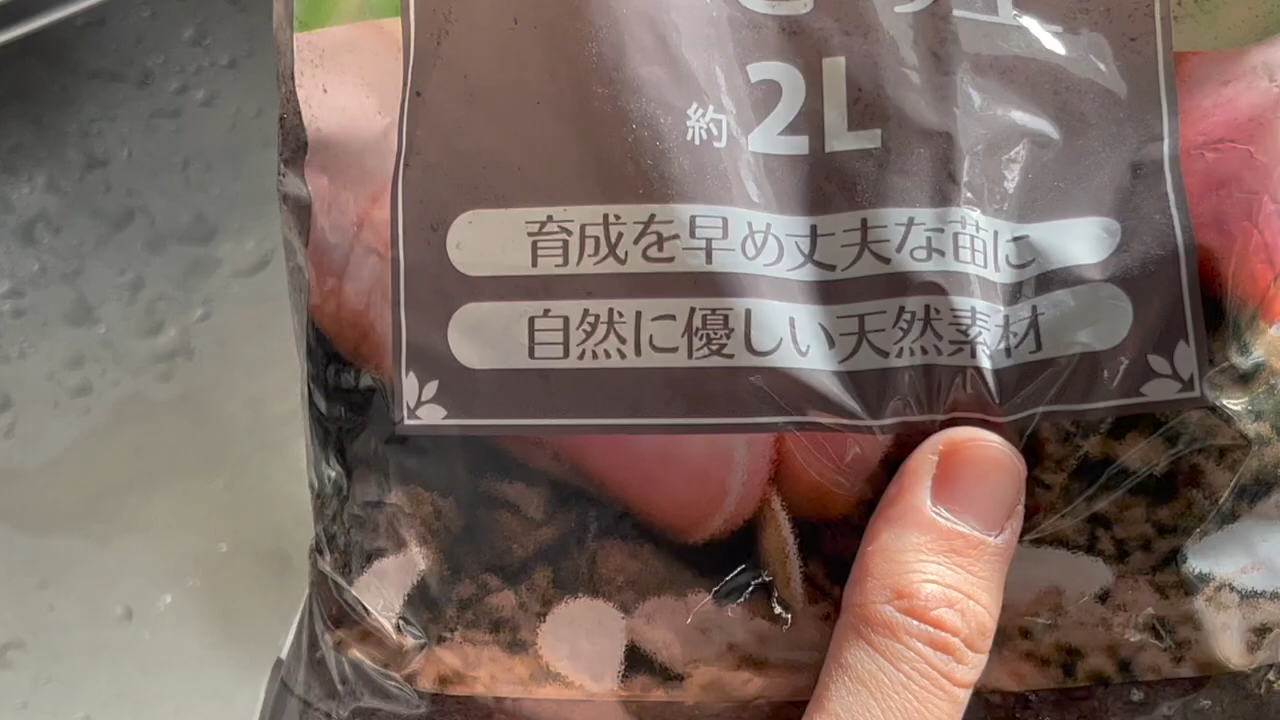 約2L
育成を早め丈夫な苗に
自然に優しい天然素材